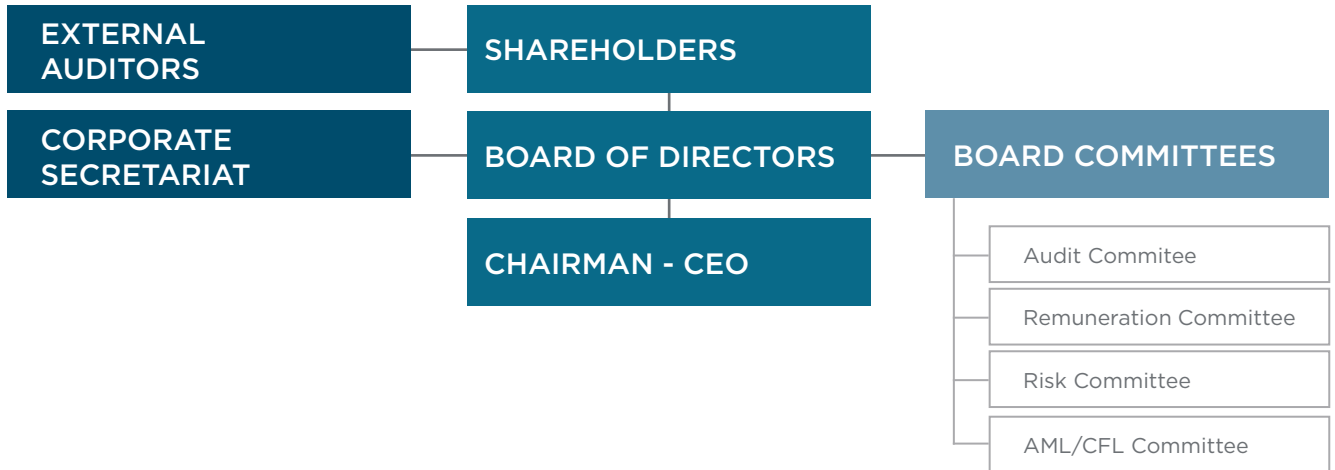 EXTERNAL
AUDITORS
SHAREHOLDERS
CORPORATE
SECRETARIAT
BOARD OF DIRECTORS
BOARD COMMITTEES
CHAIRMAN - CEO
Audit Commitee
Remuneration Committee
Risk Committee
AML/CFL Committee